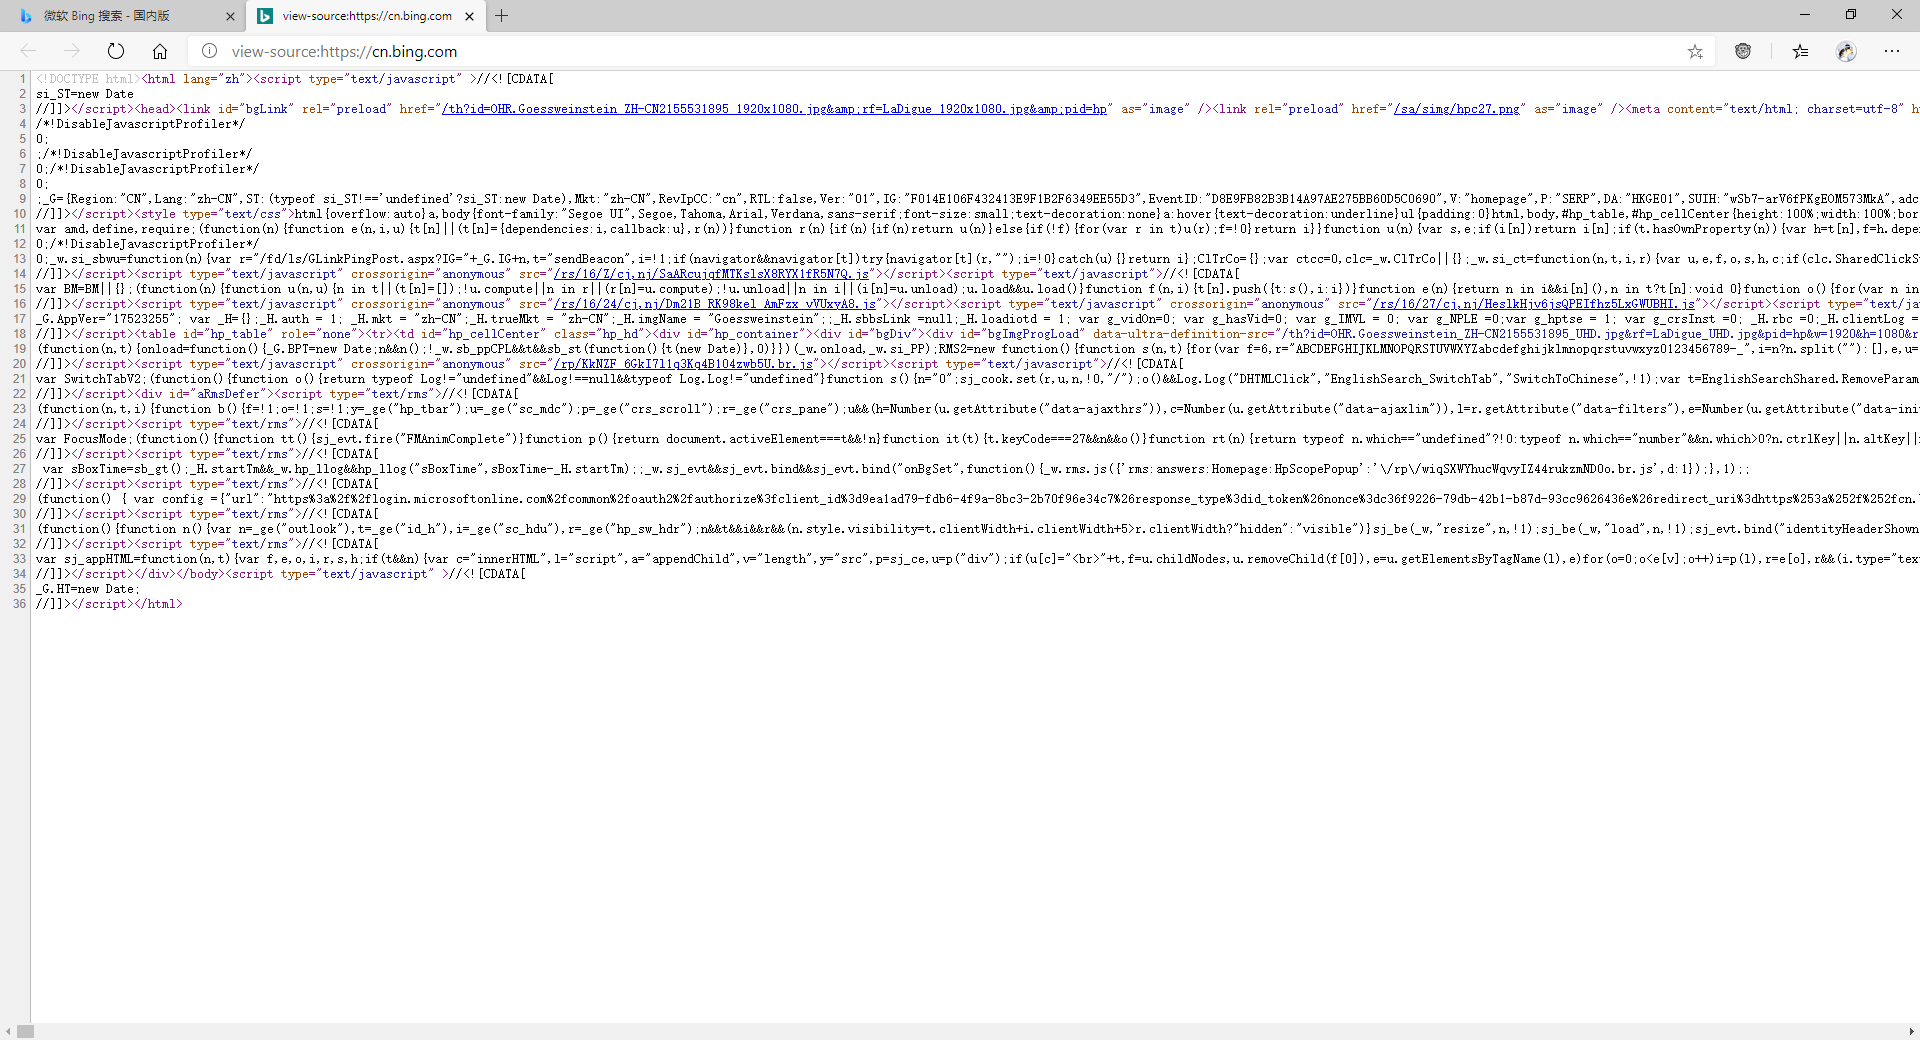 微软 Bing 搜索 - 国内版
view-source:https://cn.bing.com
view-source:https://cn.bing.com
1 <!DOCTYPE html><html lang="zh"><script type="text/javascript" >//<![CDATA[
2 si_ST=new Date
3 //]]></script><head><link id="bgLink" rel="preload" href="/th?id=OHR.Goessweinstein_ZH-CN2155531895_1920x1080.jpg&amp;rf=LaDigue_1920x1080.jpg&amp;pid=hp" as="image" /><link rel="preload" href="/sa/simg/hpc27.png" as="image" /><meta content="text/html; charset=utf-8" h
4 /*!DisableJavascriptProfiler*/
5 0;
6 ;/*!DisableJavascriptProfiler*/
7 0;/*!DisableJavascriptProfiler*/
8 0;
9 ;_G={Region:"CN",Lang:"zh-CN",ST:(typeof si_ST!=='undefined'?si_ST:new Date),Mkt:"zh-CN",RevIpCC:"cn",RTL:false,Ver:"01",IG:"F014E106F432413E9F1B2F6349EE55D3",EventID:"D8E9FB82B3B14A97AE275BB60D5C0690",V:"homepage",P:"SERP",DA:"HKGE01",SUIH:"wSb7-arV6fPKgEOM573MkA",adc
10 //]]></script><style type="text/css">html{overflow:auto}a,body{font-family:"Segoe UI",Segoe,Tahoma,Arial,Verdana,sans-serif;font-size:small;text-decoration:none}a:hover{text-decoration:underline}ul{padding:0}html,body,#hp_table,#hp_cellCenter{height:100%;width:100%;bor
11 var amd,define,require;(function(n){function e(n,i,u){t[n]||(t[n]={dependencies:i,callback:u},r(n))}function r(n){if(n){if(n)return u(n)}else{if(!f){for(var r in t)u(r);f=!0}return i}}function u(n){var s,e;if(i[n])return i[n];if(t.hasOwnProperty(n)){var h=t[n],f=h.depe
12 0;/*!DisableJavascriptProfiler*/
13 0;_w.si_sbwu=function(n){var r="/fd/ls/GLinkPingPost.aspx?IG="+_G.IG+n,t="sendBeacon",i=!1;if(navigator&&navigator[t])try{navigator[t](r,"");i=!0}catch(u){}return i};ClTrCo={};var ctcc=0,clc=_w.ClTrCo||{};_w.si_ct=function(n,t,i,r){var u,e,f,o,s,h,c;if(clc.SharedClickS
14 //]]></script><script type="text/javascript" crossorigin="anonymous" src="/rs/16/Z/cj,nj/SaARcujqfMTKslsX8RYX1fR5N7Q.js"></script><script type="text/javascript">//<![CDATA[
15 var BM=BM||{};(function(n){function u(n,u){n in t||(t[n]=[]);!u.compute||n in r||(r[n]=u.compute);!u.unload||n in i||(i[n]=u.unload);u.load&&u.load()}function f(n,i){t[n].push({t:s(),i:i})}function e(n){return n in i&&i[n](),n in t?t[n]:void 0}function o(){for(var n in
16 //]]></script><script type="text/javascript" crossorigin="anonymous" src="/rs/16/24/cj,nj/Dm21B_RK98kel_AmFzx_vVUxyA8.js"></script><script type="text/javascript" crossorigin="anonymous" src="/rs/16/27/cj,nj/HeslkHjv6jsQPEIfhz5LxGWUBHI.js"></script><script type="text/ja
17 _G.AppVer="17523255"; var _H={};_H.auth = 1; _H.mkt = "zh-CN";_H.trueMkt = "zh-CN";_H.imgName = "Goessweinstein";;_H.sbbsLink =null;_H.loadiotd = 1; var g_vidOn=0; var g_hasVid=0; var g_IMVL = 0; var g_NPLE =0;var g_hptse = 1; var g_crsInst =0; _H.rbc =0;_H.clientLog =
18 //]]></script><table id="hp_table" role="none"><tr><td id="hp_cellCenter" class="hp_hd"><div id="hp_container"><div id="bgDiv"><div id="bgImgProgLoad" data-ultra-definition-src="/th?id=OHR.Goessweinstein_ZH-CN2155531895_UHD.jpg&rf=LaDigue_UHD.jpg&pid=hp&w=1920&h=1080&r
19 (function(n,t){onload=function(){_G.BPT=new Date;n&&n();!_w.sb_ppCPL&&t&&sb_st(function(){t(new Date)},0)}})(_w.onload,_w.si_PP);RMS2=new function(){function s(n,t){for(var f=6,r="ABCDEFGHIJKLMNOPQRSTUVWXYZabcdefghijklmnopqrstuvwxyz0123456789-_",i=n?n.split(""):[],e,u=
20 //]]></script><script type="text/javascript" crossorigin="anonymous" src="/rp/KkNZF_6GkI7l1q3Kq4B1O4zwb5U.br.js"></script><script type="text/javascript">//<![CDATA[
21 var SwitchTabV2;(function(){function o(){return typeof Log!="undefined"&&Log!==null&&typeof Log.Log!="undefined"}function s(){n="0";sj_cook.set(r,u,n,!0,"/");o()&&Log.Log("DHTMLClick","EnglishSearch_SwitchTab","SwitchToChinese",!1);var t=EnglishSearchShared.RemoveParam
22 //]]></script><div id="aRmsDefer"><script type="text/rms">//<![CDATA[
23 (function(n,t,i){function b(){f=!1;o=!1;s=!1;y=_ge("hp_tbar");u=_ge("sc_mdc");p=_ge("crs_scroll");r=_ge("crs_pane");u&&(h=Number(u.getAttribute("data-ajaxthrs")),c=Number(u.getAttribute("data-ajaxlim")),l=r.getAttribute("data-filters"),e=Number(u.getAttribute("data-ini
24 //]]></script><script type="text/rms">//<![CDATA[
25 var FocusMode;(function(){function tt(){sj_evt.fire("FMAnimComplete")}function p(){return document.activeElement===t&&!n}function it(t){t.keyCode===27&&n&&o()}function rt(n){return typeof n.which=="undefined"?!0:typeof n.which=="number"&&n.which>0?n.ctrlKey||n.altKey||
26 //]]></script><script type="text/rms">//<![CDATA[
27 var sBoxTime=sb_gt();_H.startTm&&_w.hp_llog&&hp_llog("sBoxTime",sBoxTime-_H.startTm);;_w.sj_evt&&sj_evt.bind&&sj_evt.bind("onBgSet",function(){_w.rms.js({'rms:answers:Homepage:HpScopePopup':'\/rp\/wiqSXWYhucWqvyIZ44rukzmND0o.br.js',d:1});},1);;
28 //]]></script><script type="text/rms">//<![CDATA[
29 (function() { var config ={"url":"https%3a%2f%2flogin.microsoftonline.com%2fcommon%2foauth2%2fauthorize%3fclient_id%3d9ea1ad79-fdb6-4f9a-8bc3-2b70f96e34c7%26response_type%3did_token%26nonce%3dc36f9226-79db-42b1-b87d-93cc9626436e%26redirect_uri%3dhttps%253a%252f%252fcn.
30 //]]></script><script type="text/rms">//<![CDATA[
31 (function(){function n(){var n=_ge("outlook"),t=_ge("id_h"),i=_ge("sc_hdu"),r=_ge("hp_sw_hdr");n&&t&&i&&r&&(n.style.visibility=t.clientWidth+i.clientWidth+5>r.clientWidth?"hidden":"visible")}sj_be(_w,"resize",n,!1);sj_be(_w,"load",n,!1);sj_evt.bind("identityHeaderShown
32 //]]></script><script type="text/rms">//<![CDATA[
33 var sj_appHTML=function(n,t){var f,e,o,i,r,s,h;if(t&&n){var c="innerHTML",l="script",a="appendChild",v="length",y="src",p=sj_ce,u=p("div");if(u[c]="<br>"+t,f=u.childNodes,u.removeChild(f[0]),e=u.getElementsByTagName(l),e)for(o=0;o<e[v];o++)i=p(l),r=e[o],r&&(i.type="tex
34 //]]></script></div></body><script type="text/javascript" >//<![CDATA[
35 _G.HT=new Date;
36 //]]></script></html>